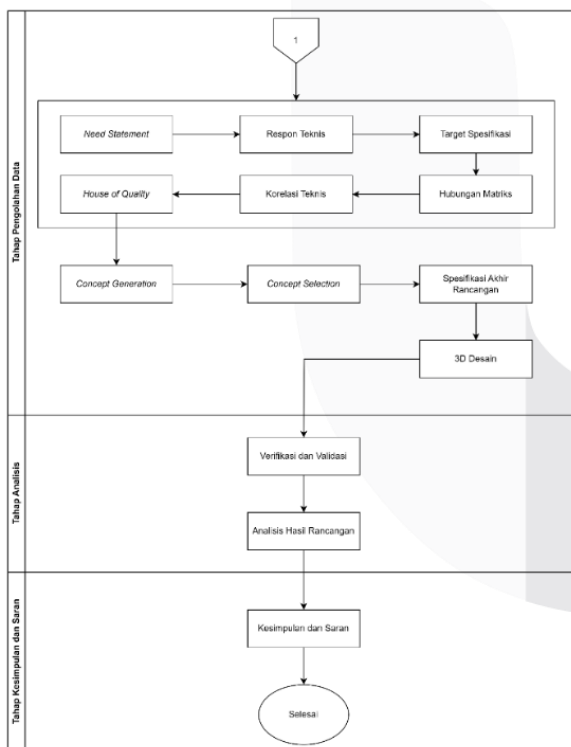 1
Tahap Pengolahan Data
Need Statement
Respon Teknis
Target Spesifikasi
House of Quality
Korelasi Teknis
Hubungan Matriks
Concept Generation
Concept Selection
Spesifikasi Akhir
Rancangan
3D Desain
Tahap Analisis
Verifikasi dan Validasi
Analisis Hasil Rancangan
Tahap Kesimpulan dan Saran
Kesimpulan dan Saran
Selesai